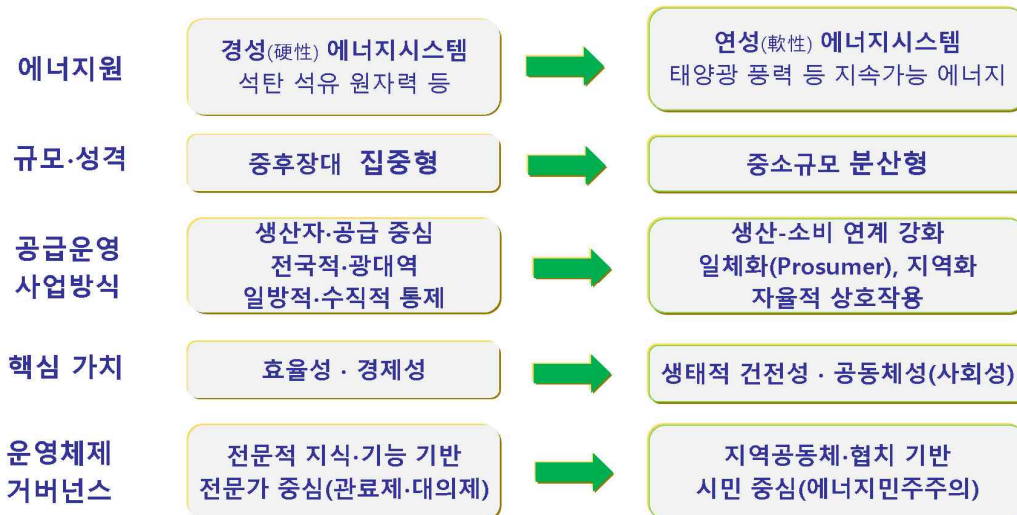 에너지원
경성(硬性) 에너지시스템
석탄 석유 원자력 등
연성(軟性) 에너지시스템
태양광 풍력 등 지속가능 에너지
규모·성격
중후장대 집중형
중소규모 분산형
공급운영
사업방식
생산자·공급 중심
전국적·광대역
일방적·수직적 통제
생산-소비 연계 강화
일체화(Prosumer), 지역화
자율적 상호작용
핵심 가치
효율성 · 경제성
생태적 건전성 · 공동체성(사회성)
운영체제
거버넌스
전문적 지식·기능 기반
전문가 중심(관료제·대의제)
지역공동체·협치 기반
시민 중심(에너지민주주의)